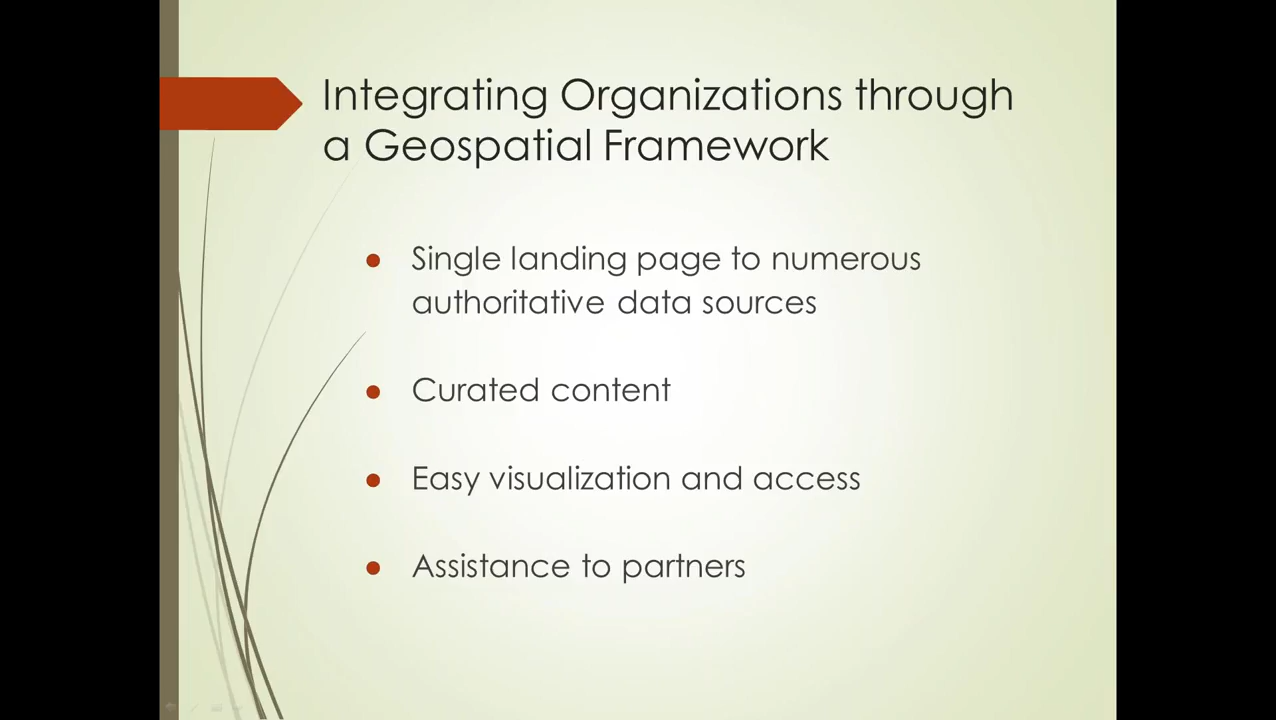 Integrating Organizations through
a Geospatial Framework
Single landing page to numerous
authoritative data sources
Curated content
Easy visualization and access
Assistance to partners